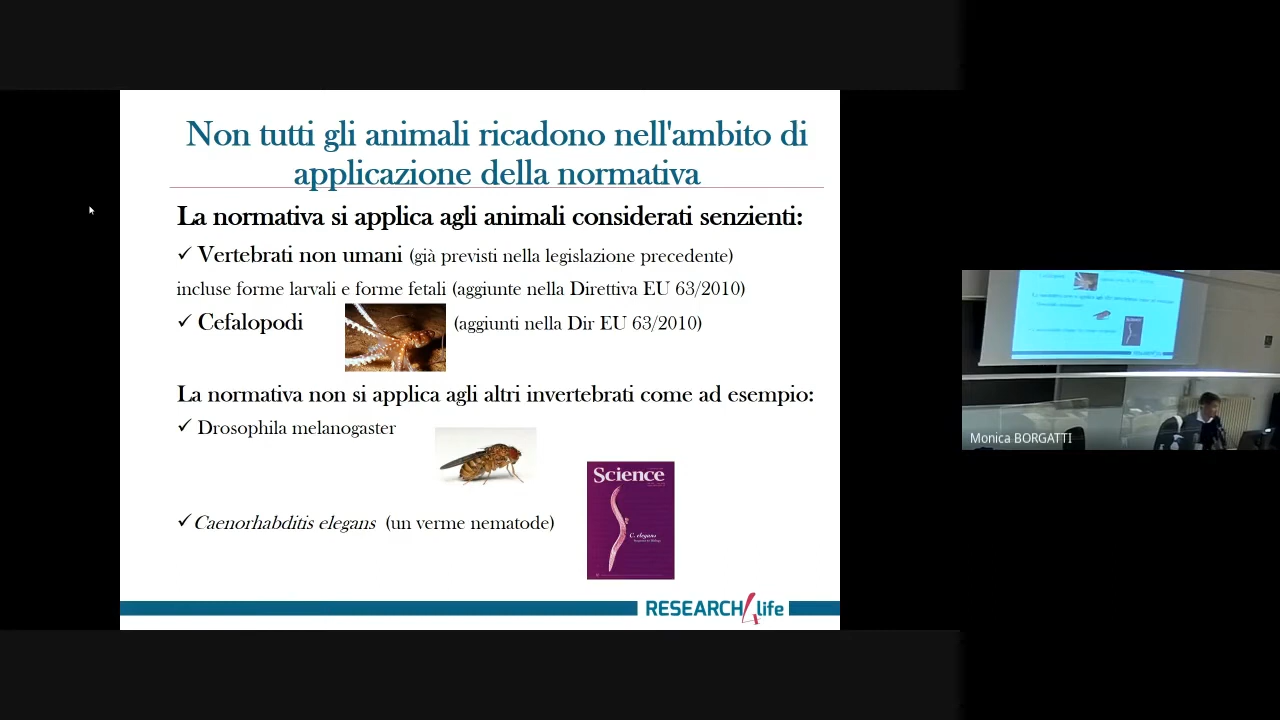 Non tutti gli animali ricadono nell'ambito di
applicazione della normativa
La normativa si applica agli animali considerati senzienti:
✓ Vertebrati non umani (già previsti nella legislazione precedente)
incluse forme larvali e forme fetali (aggiunte nella Direttiva EU 63/2010)
✓ Cefalopodi (aggiunti nella Dir EU 63/2010)
La normativa non si applica agli altri invertebrati come ad esempio:
✓ Drosophila melanogaster
Science
C. elegans
✓ Caenorhabditis elegans (un verme nematode)
RESEARCH4life
Monica BORGATTI